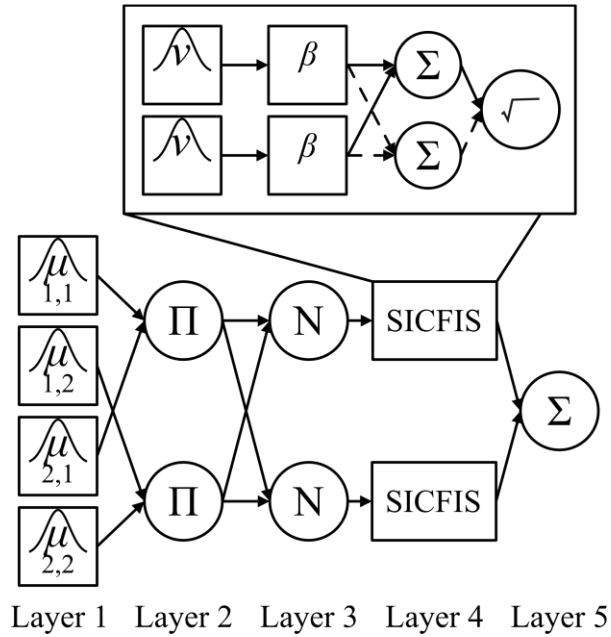 ν β Σ √
ν β Σ
μ 1,1
μ 1,2
μ 2,1
μ 2,2
Π N SICFIS
Σ
Π N SICFIS
Layer 1 Layer 2 Layer 3 Layer 4 Layer 5